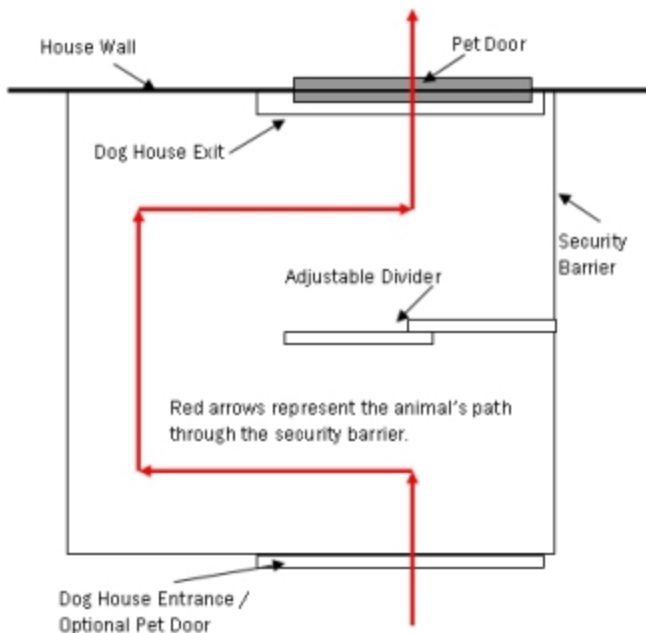 House Wall
Pet Door
Dog House Exit
Security
Barrier
Adjustable Divider
Red arrows represent the animal's path
through the security barrier.
Dog House Entrance /
Optional Pet Door